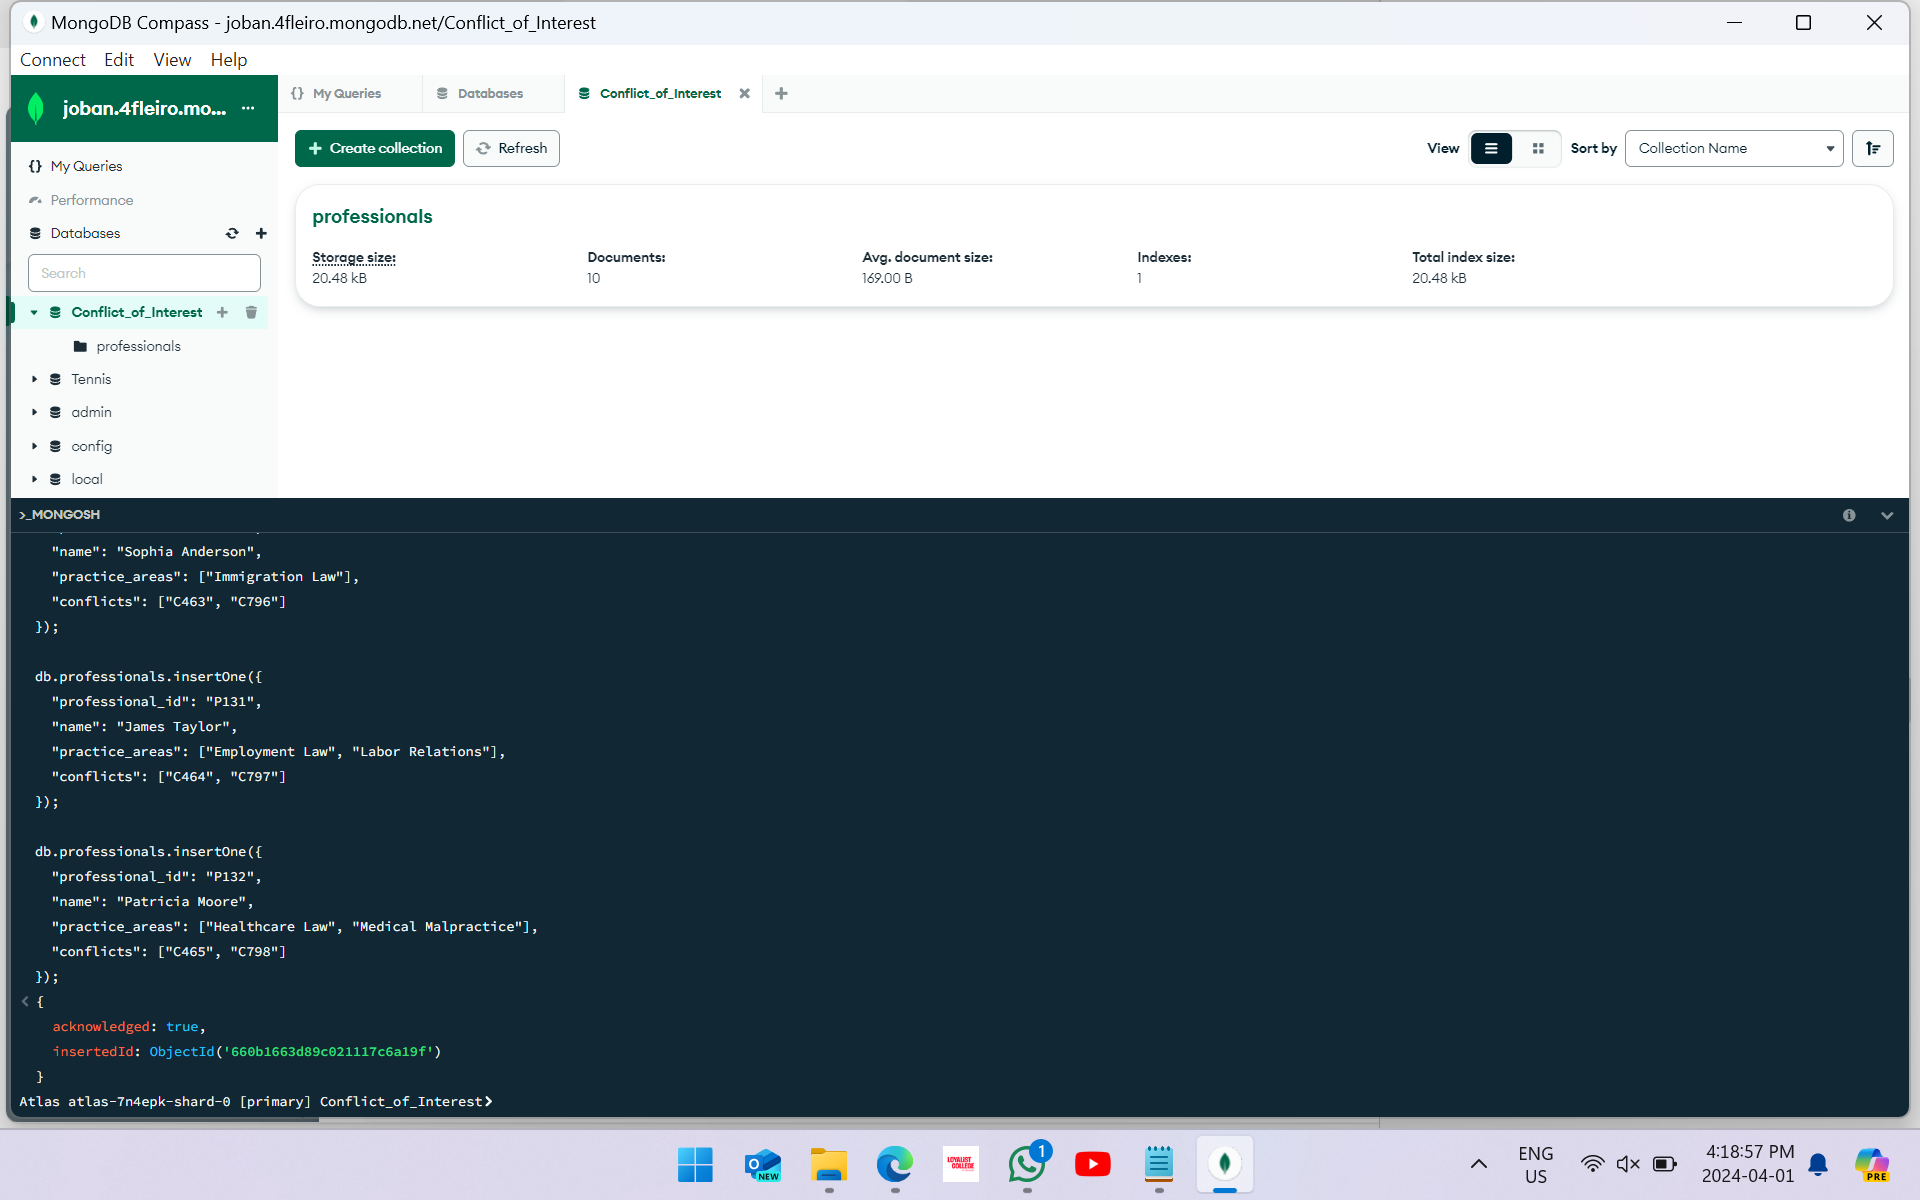 MongoDB Compass - joban.4fleiro.mongodb.net/Conflict_of_Interest
Connect Edit View Help
joban.4fleiro.mo... ...
My Queries
Databases
Conflict_of_Interest
My Queries
Performance
Databases
Search
Conflict_of_Interest
professionals
Tennis
admin
config
local
Create collection
Refresh
View
Sort by
Collection Name
professionals
Storage size: Documents: Avg. document size: Indexes: Total index size:
20.48 kB 10 169.00 B 1 20.48 kB
>_MONGOSH
"name": "Sophia Anderson",
"practice_areas": ["Immigration Law"],
"conflicts": ["C463", "C796"]
});
db.professionals.insertOne({
"professional_id": "P131",
"name": "James Taylor",
"practice_areas": ["Employment Law", "Labor Relations"],
"conflicts": ["C464", "C797"]
});
db.professionals.insertOne({
"professional_id": "P132",
"name": "Patricia Moore",
"practice_areas": ["Healthcare Law", "Medical Malpractice"],
"conflicts": ["C465", "C798"]
});
< {
acknowledged: true,
insertedId: ObjectId('660b1663d89c021117c6a19f')
}
Atlas atlas-7n4epk-shard-0 [primary] Conflict_of_Interest>
NEW
LOYALIST
COLLEGE
1
ENG
US
4:18:57 PM
2024-04-01
PRE